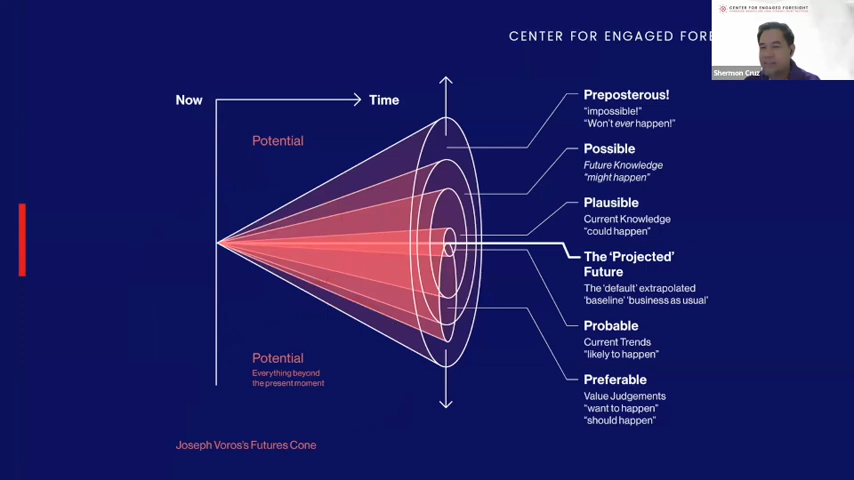 CENTER FOR ENGAGED FORE
CENTER FOR ENGAGED FORESIGHT
Shermon Cruz
Now
Time
Potential
Preposterous!
“impossible!”
“Won't ever happen!”
Possible
Future Knowledge
“might happen”
Plausible
Current Knowledge
“could happen”
The ‘Projected’
Future
The ‘default’ extrapolated
‘baseline’ ‘business as usual’
Probable
Current Trends
“likely to happen”
Preferable
Value Judgements
“want to happen”
“should happen”
Potential
Everything beyond
the present moment
Joseph Voros's Futures Cone